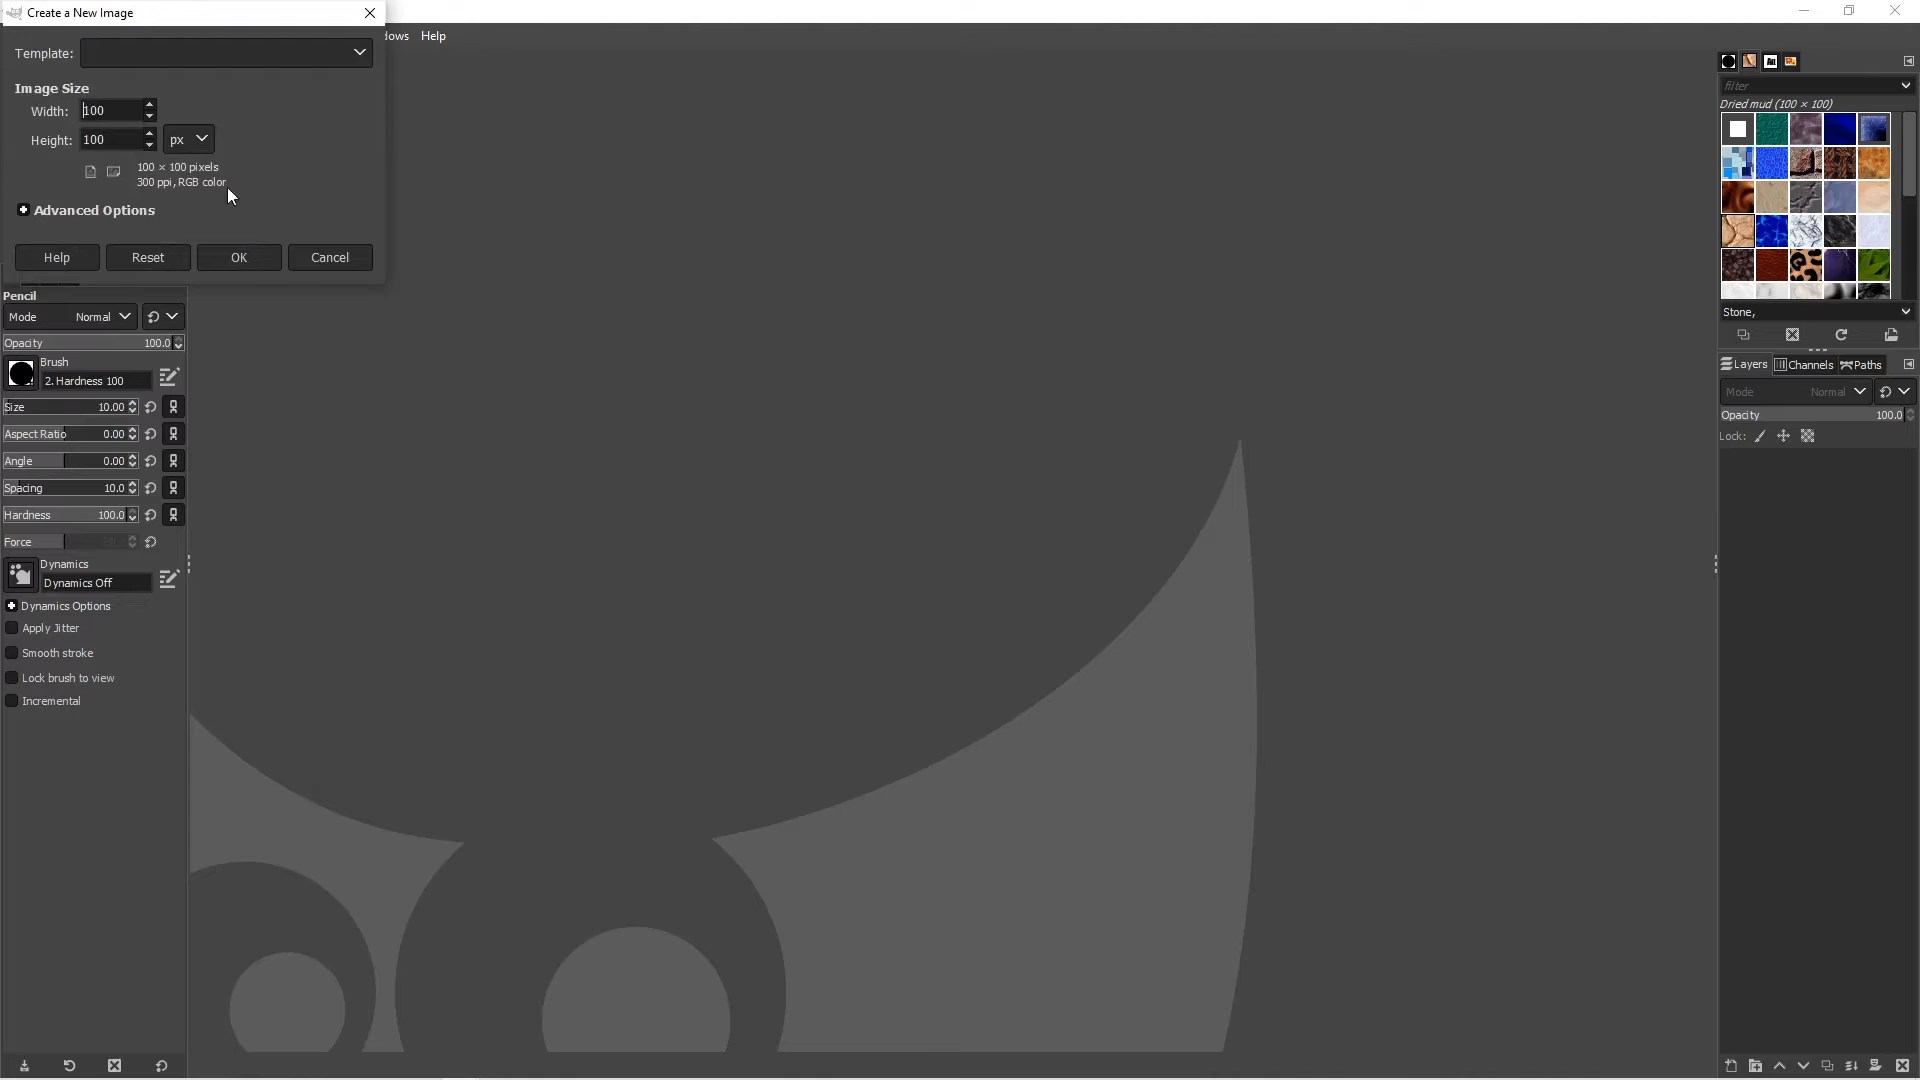 Create a New Image
dows Help
Template:
Image Size
Width: 100
Height: 100 px
100 × 100 pixels
300 ppi, RGB color
Advanced Options
Help Reset OK Cancel
Pencil
Mode Normal
Opacity 100.0
Brush
2. Hardness 100
Size 10.00
Aspect Ratio 0.00
Angle 0.00
Spacing 10.0
Hardness 100.0
Force
Dynamics
Dynamics Off
Dynamics Options
Apply Jitter
Smooth stroke
Lock brush to view
Incremental
filter
Dried mud (100 × 100)
Stone,
Layers Channels Paths
Mode Normal
Opacity 100.0
Lock: